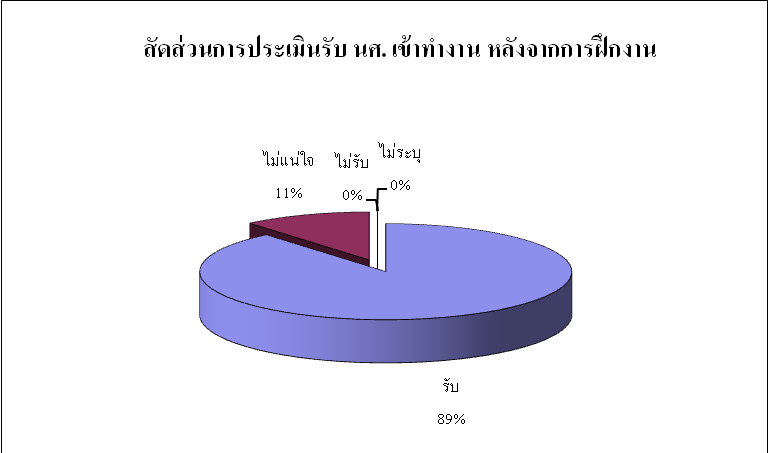 สัดส่วนการประเมินรับ นศ. เข้าทำงาน หลังจากการฝึกงาน
ไม่แน่ใจ
11%
ไม่รับ
0%
ไม่ระบุ
0%
รับ
89%